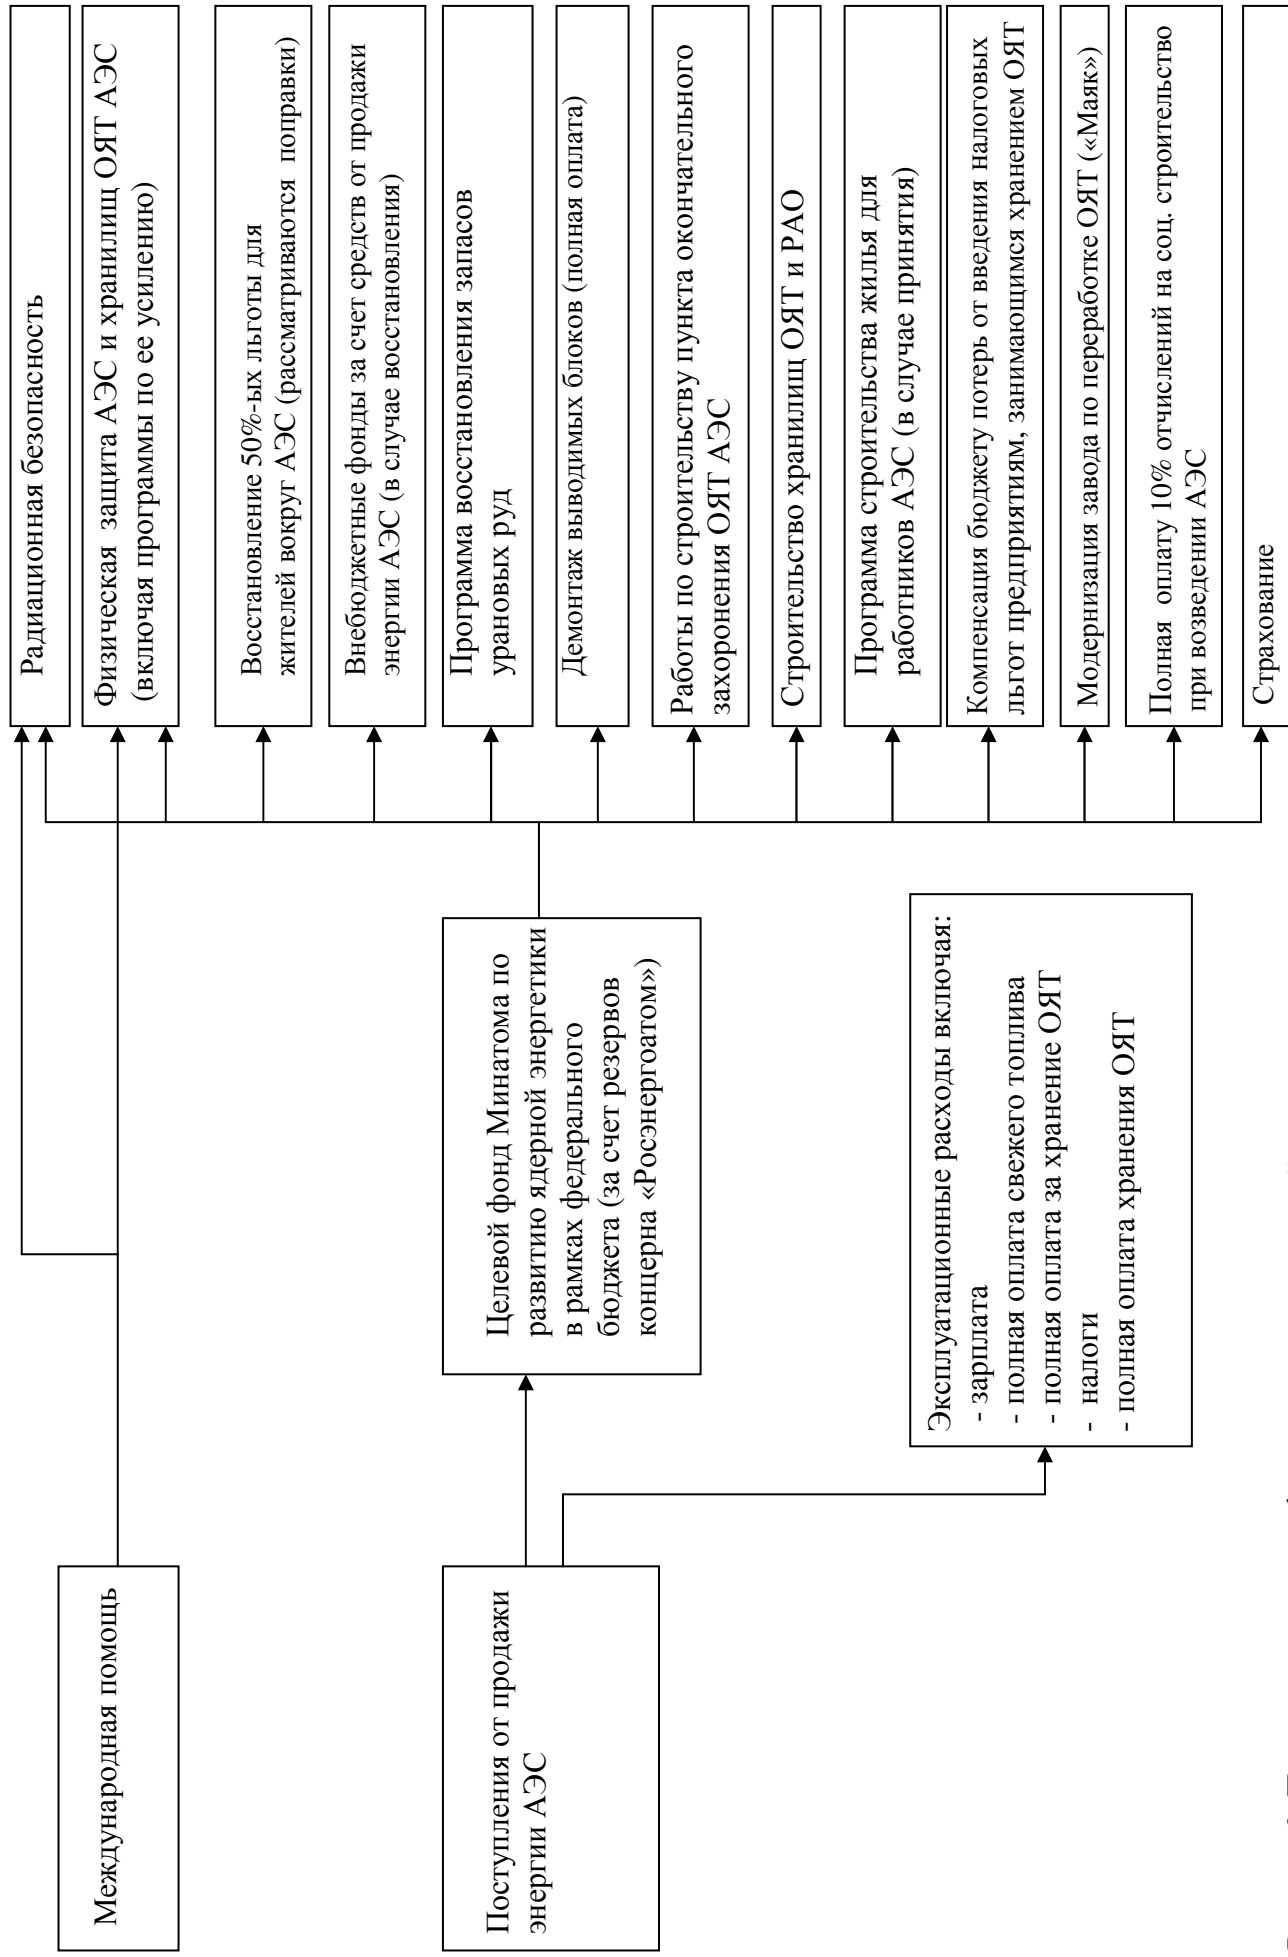 Международная помощь
Поступления от продажи
энергии АЭС
Целевой фонд Минатома по
развитию ядерной энергетики
в рамках федерального
бюджета (за счет резервов
концерна «Росэнергоатом»)
Эксплуатационные расходы включая:
- зарплата
- полная оплата свежего топлива
- полная оплата за хранение ОЯТ
- налоги
- полная оплата хранения ОЯТ
Радиационная безопасность
Физическая защита АЭС и хранилищ ОЯТ АЭС
(включая программы по ее усилению)
Восстановление 50%-ых льготы для
жителей вокруг АЭС (рассматриваются поправки)
Внебюджетные фонды за счет средств от продажи
энергии АЭС (в случае восстановления)
Программа восстановления запасов
урановых руд
Демонтаж выводимых блоков (полная оплата)
Работы по строительству пункта окончательного
захоронения ОЯТ АЭС
Строительство хранилищ ОЯТ и РАО
Программа строительства жилья для
работников АЭС (в случае принятия)
Компенсация бюджету потерь от введения налоговых
льгот предприятиям, занимающимся хранением ОЯТ
Модернизация завода по переработке ОЯТ («Маяк»)
Полная оплату 10% отчислений на соц. строительство
при возведении АЭС
Страхование